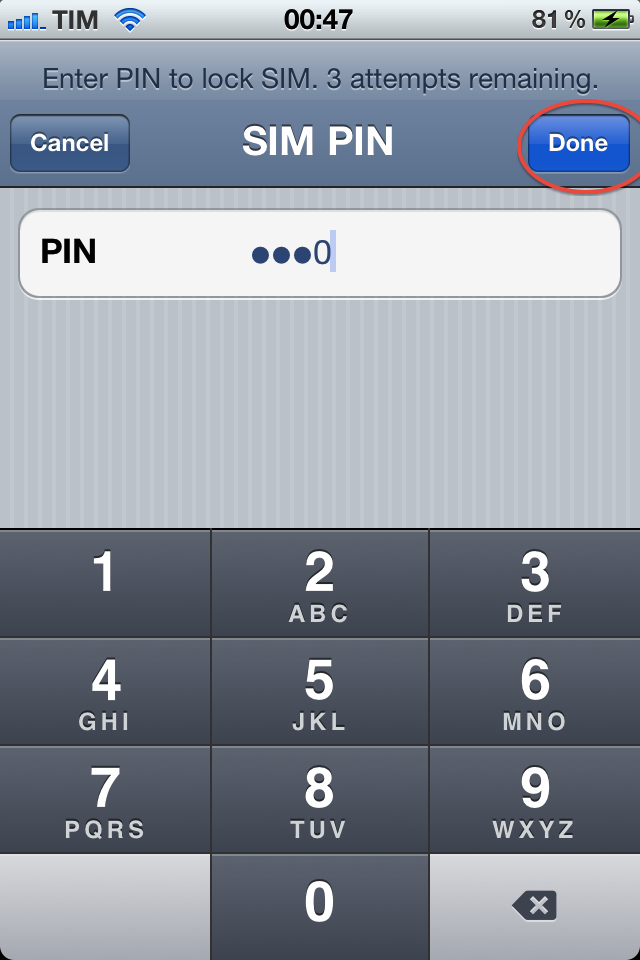 TIM 00:47 81 %
Enter PIN to lock SIM. 3 attempts remaining.
Cancel SIM PIN Done
PIN •••0
1 2 3
ABC DEF
4 5 6
GHI JKL MNO
7 8 9
PQRS TUV WXYZ
0